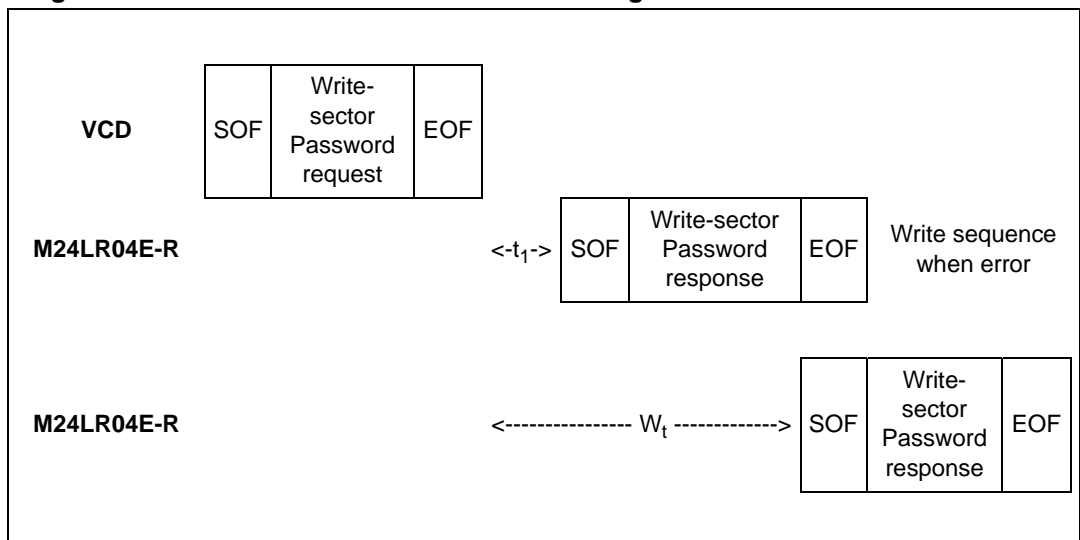 VCD
SOF
Write-
sector
Password
request
EOF
M24LR04E-R
<-t1->
SOF
Write-sector
Password
response
EOF
Write sequence
when error
M24LR04E-R
<---------------- Wt ------------->
SOF
Write-
sector
Password
response
EOF